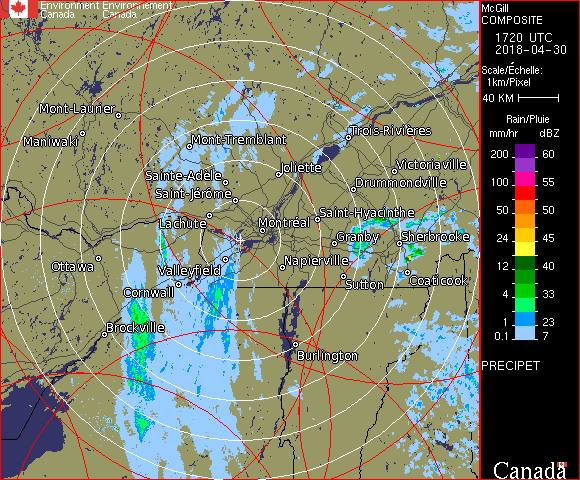 Environment Environnement
Canada Canada
McGill
COMPOSITE
1720 UTC
2018-04-30
Scale/Échelle:
1km/Pixel
40 KM
Rain/Pluie
mm/hr dBZ
200 60
100 55
50 50
24 45
12 40
4 33
1 23
0.1 7
PRECIPET
Canada
Mont-Laurier
Maniwaki
Mont-Tremblant
Trois-Rivières
Joliette
Victoriaville
Sainte-Adèle
Drummondville
Saint-Jérôme
Lachute
Saint-Hyacinthe
Montréal
Granby
Sherbrooke
Ottawa
Valleyfield
Napierville
Cornwall
Sutton
Coaticook
Brockville
Burlington